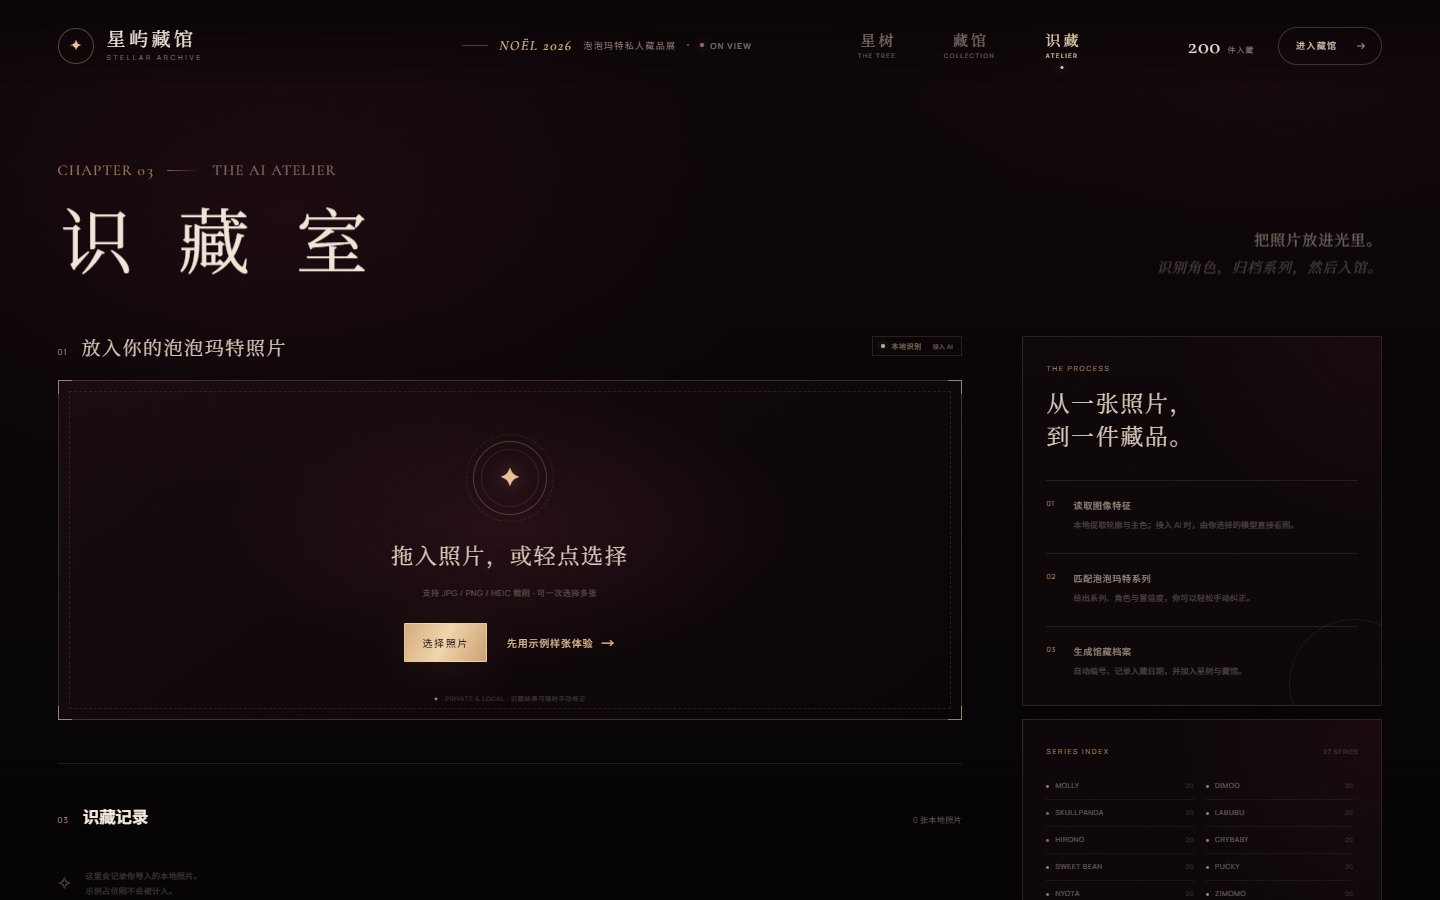 星屿藏馆
STELLAR ARCHIVE
NOËL 2026 泡泡玛特私人藏品展 · ON VIEW
星树
THE TREE
藏馆
COLLECTION
识藏
ATELIER
200 件入藏
进入藏馆 →
CHAPTER 03 THE AI ATELIER
识藏室
把照片放进光里。
识别角色，归档系列，然后入馆。
01 放入你的泡泡玛特照片
本地识别 接入 AI
拖入照片，或轻点选择
支持 JPG / PNG / HEIC 截图 · 可一次选择多张
选择照片
先用示例样张体验 →
PRIVATE & LOCAL · 识藏结果可随时手动修正
03 识藏记录
0 张本地照片
这里会记录你导入的本地照片。
示例占位图不会被计入。
THE PROCESS
从一张照片，
到一件藏品。
01 读取图像特征
本地提取轮廓与主色；接入 AI 时，由你选择的模型直接看图。
02 匹配泡泡玛特系列
给出系列、角色与置信度，你可以轻松手动纠正。
03 生成馆藏档案
自动编号、记录入藏日期，并加入星树与藏馆。
SERIES INDEX
27 SERIES
MOLLY 20
DIMOO 20
SKULLPANDA 20
LABUBU 20
HIRONO 20
CRYBABY 20
SWEET BEAN 20
PUCKY 20
NYOTA 20
ZIMOMO 20